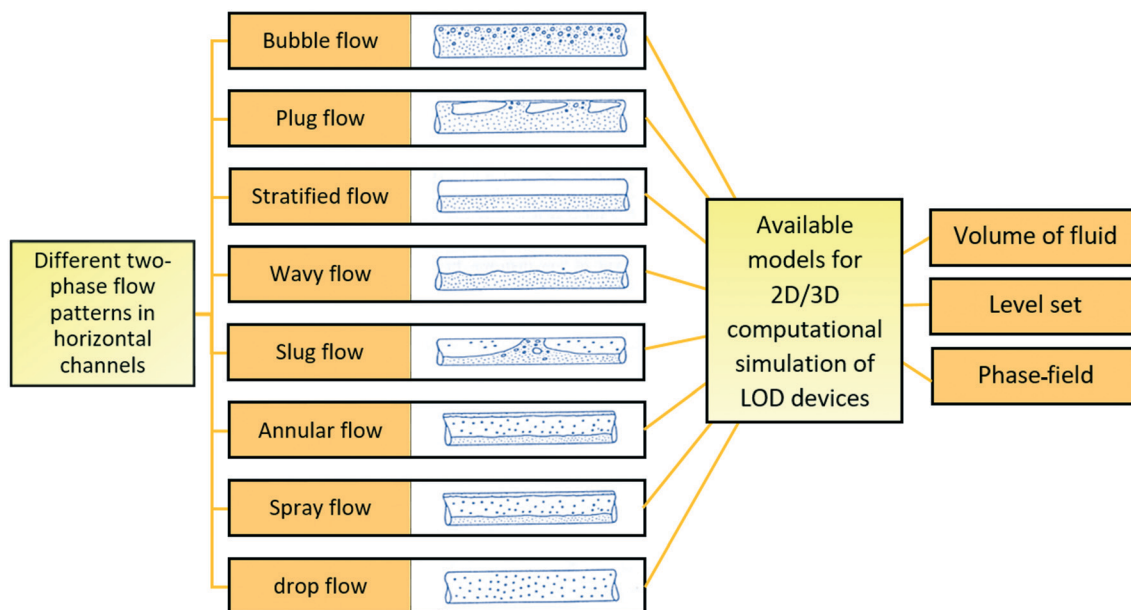 Different two-
phase flow
patterns in
horizontal
channels
Bubble flow
Plug flow
Stratified flow
Wavy flow
Slug flow
Annular flow
Spray flow
drop flow
Available
models for
2D/3D
computational
simulation of
LOD devices
Volume of fluid
Level set
Phase-field